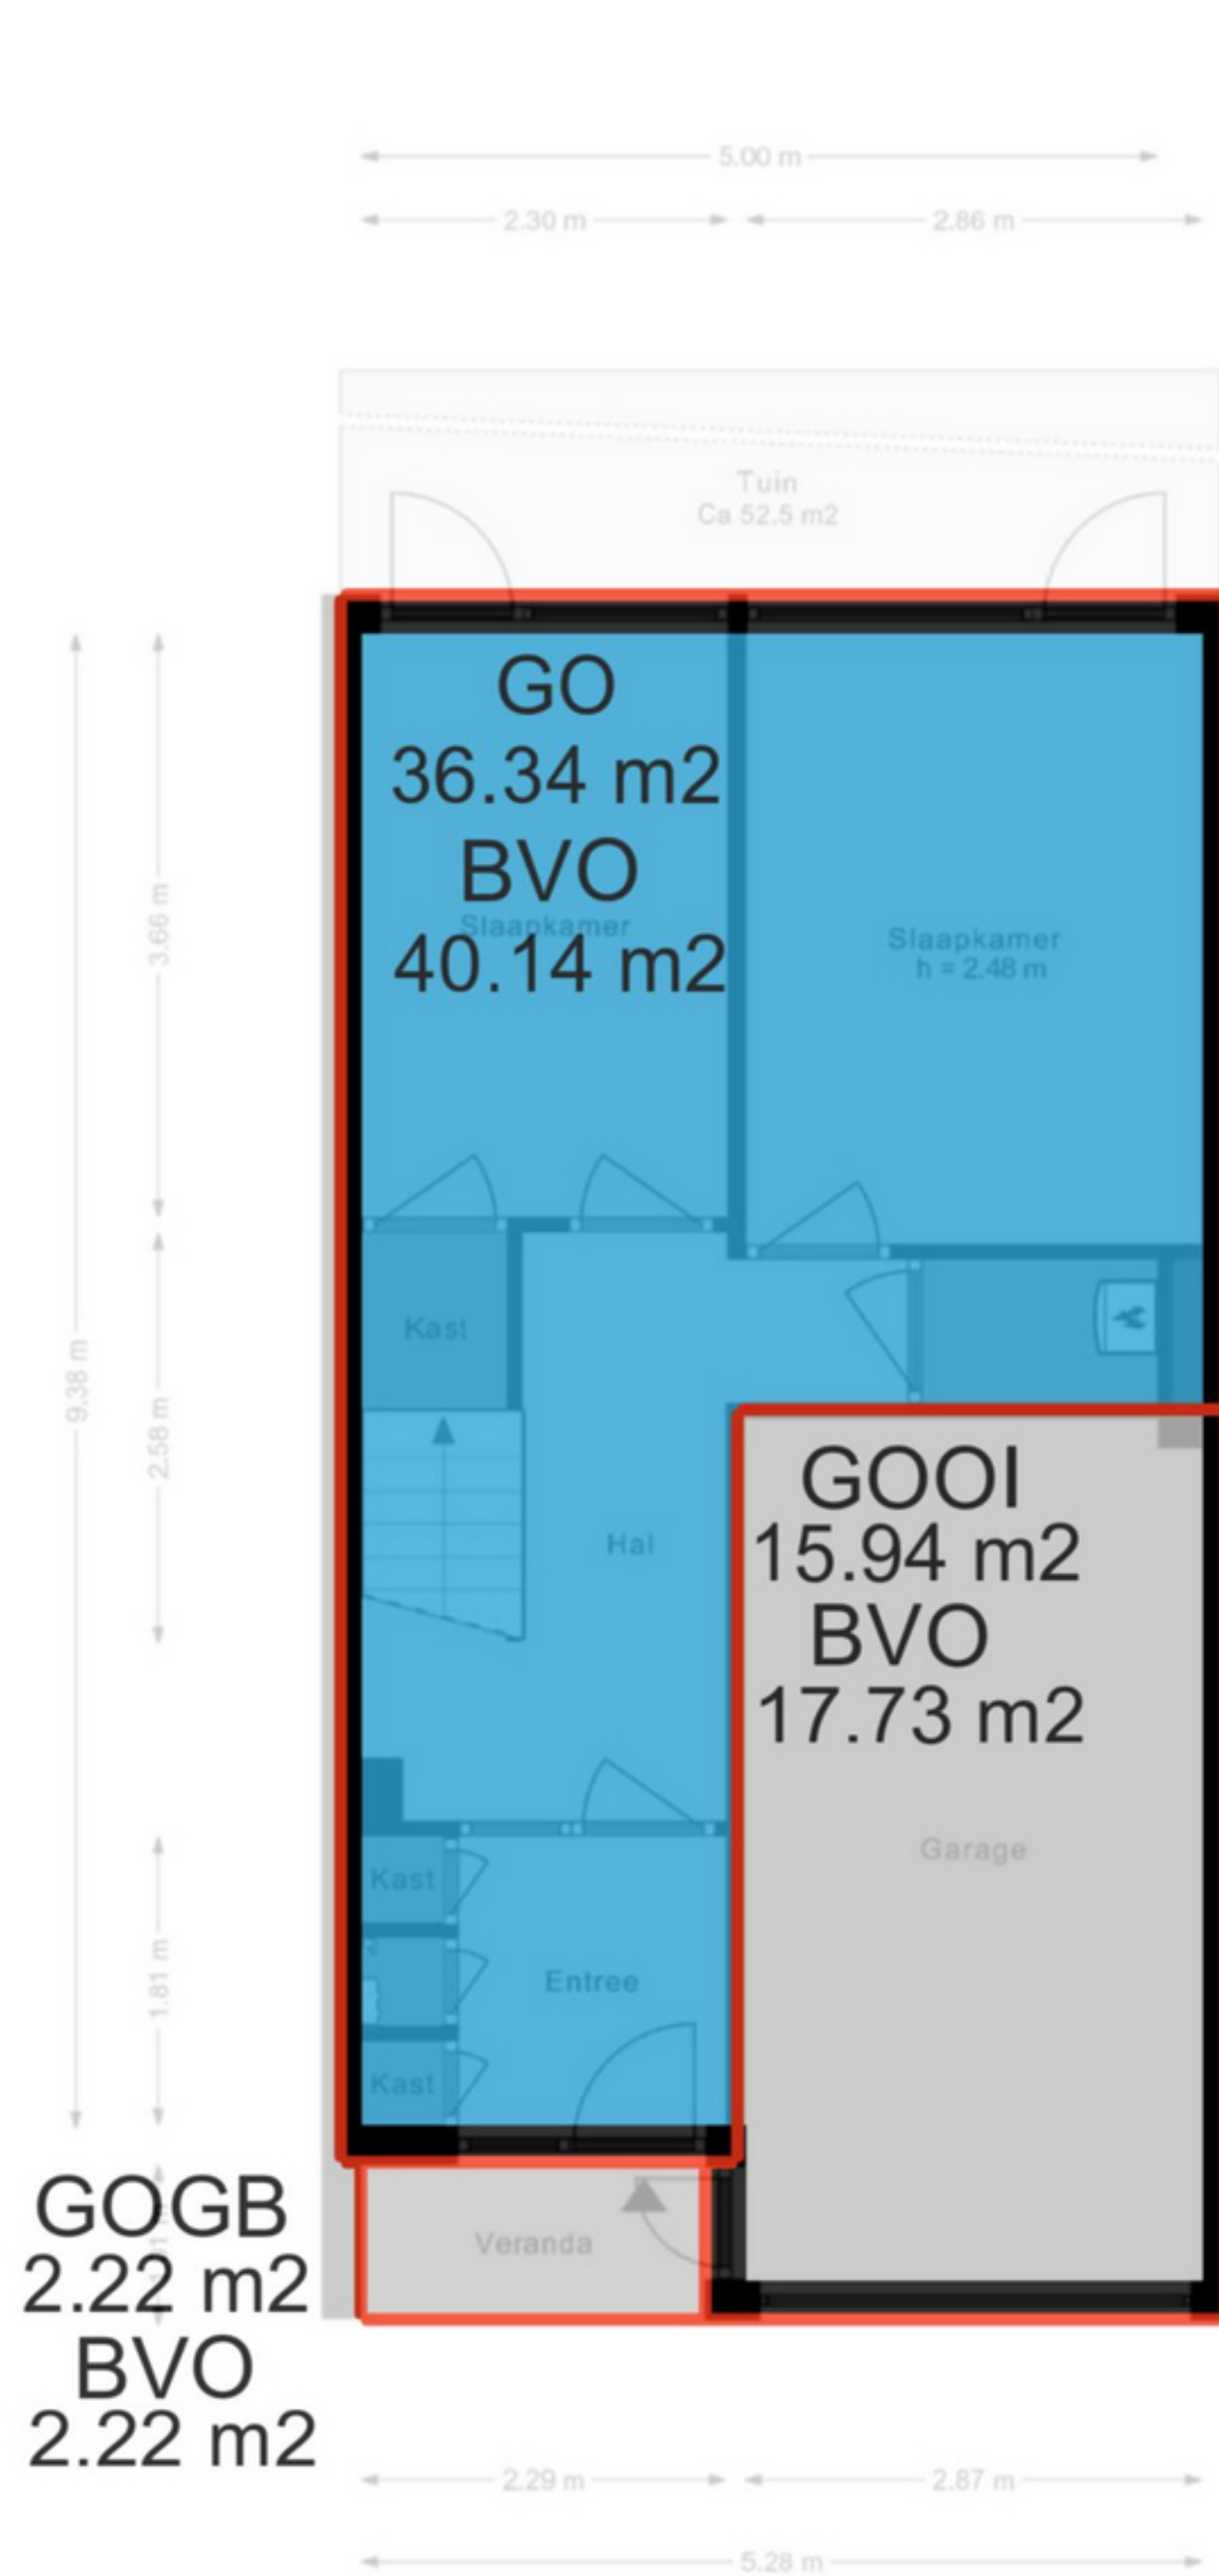 5.00 m
2.30 m
2.86 m
Tuin
Ca 52.5 m2
GO
36.34 m2
BVO
Slaapkamer
40.14 m2
Slaapkamer
h = 2.48 m
3.66 m
9.38 m
2.58 m
Kast
GOOI
15.94 m2
BVO
17.73 m2
Hal
Garage
Kast
Entree
1.81 m
Kast
GOGB
2.22 m2
BVO
2.22 m2
Veranda
2.29 m
2.87 m
5.28 m